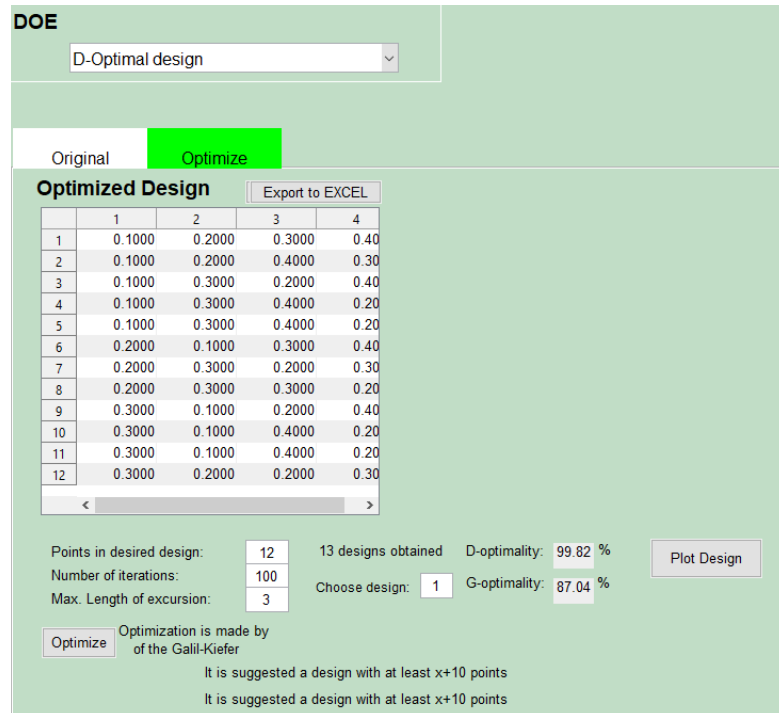 DOE
D-Optimal design
Original Optimize
Optimized Design Export to EXCEL
1 2 3 4
1 0.1000 0.2000 0.3000 0.40
2 0.1000 0.2000 0.4000 0.30
3 0.1000 0.3000 0.2000 0.40
4 0.1000 0.3000 0.4000 0.20
5 0.1000 0.3000 0.4000 0.20
6 0.2000 0.1000 0.3000 0.40
7 0.2000 0.3000 0.2000 0.30
8 0.2000 0.3000 0.3000 0.20
9 0.3000 0.1000 0.2000 0.40
10 0.3000 0.1000 0.4000 0.20
11 0.3000 0.1000 0.4000 0.20
12 0.3000 0.2000 0.2000 0.30
Points in desired design: 12 13 designs obtained D-optimality: 99.82 % Plot Design
Number of iterations: 100 Choose design: 1 G-optimality: 87.04 %
Max. Length of excursion: 3
Optimize Optimization is made by
of the Galil-Kiefer
It is suggested a design with at least x+10 points
It is suggested a design with at least x+10 points